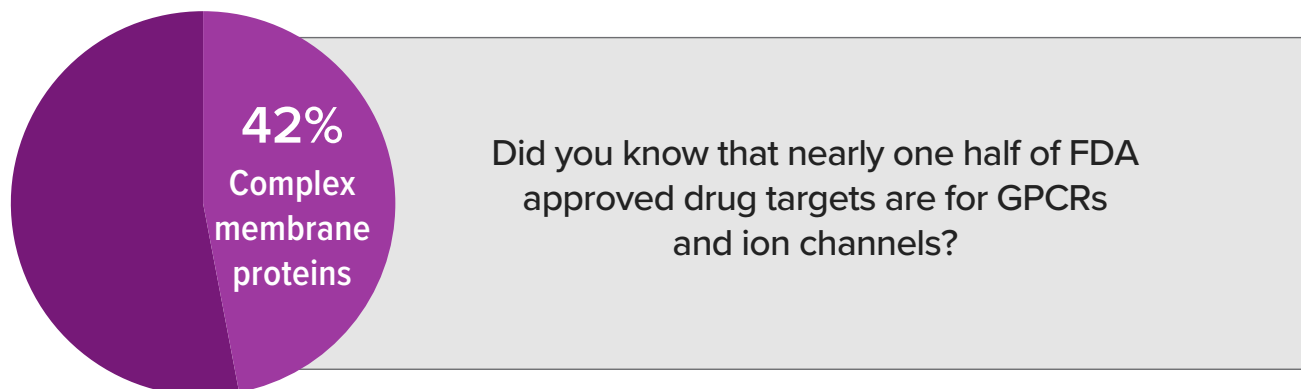 42%
Complex
membrane
proteins
Did you know that nearly one half of FDA
approved drug targets are for GPCRs
and ion channels?